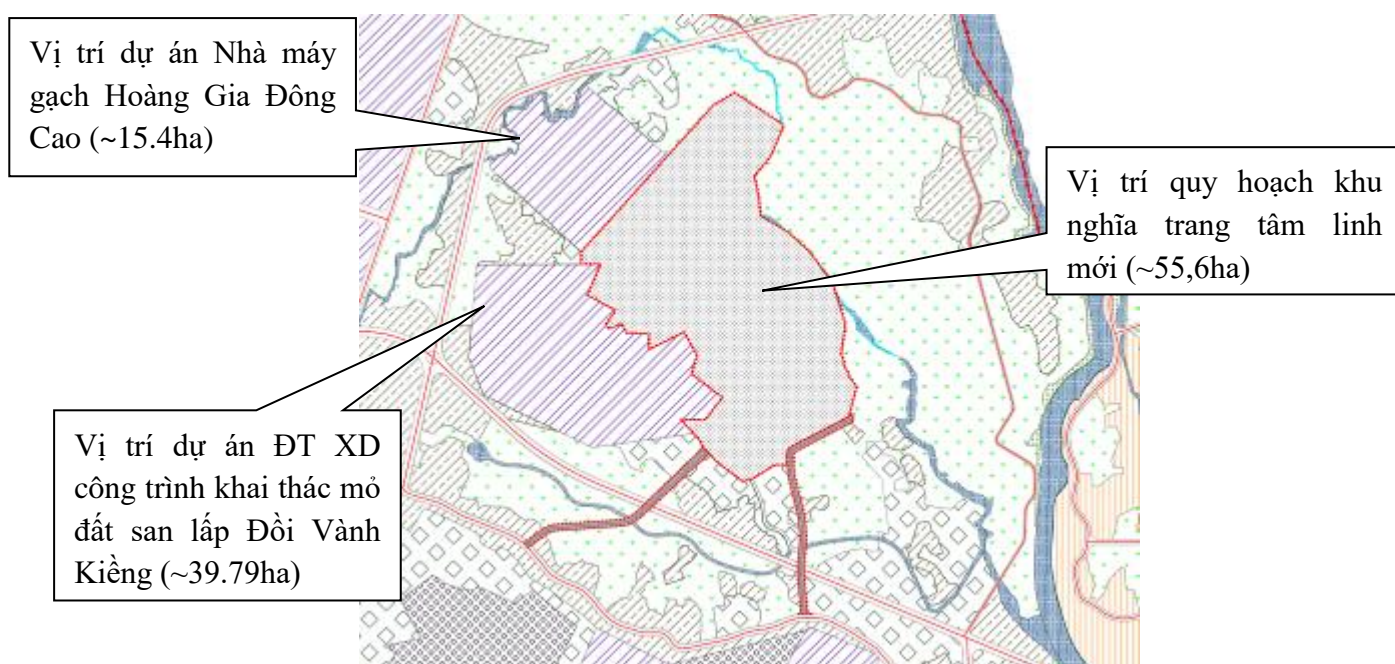 Vị trí dự án Nhà máy
gạch Hoàng Gia Đông
Cao (~15.4ha)
Vị trí quy hoạch khu
nghĩa trang tâm linh
mới (~55,6ha)
Vị trí dự án ĐT XD
công trình khai thác mỏ
đất san lấp Đồi Vành
Kiềng (~39.79ha)